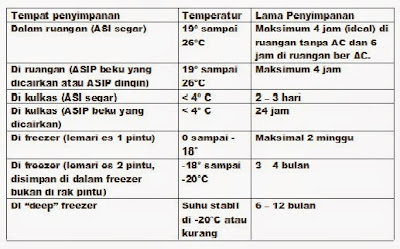 Tempat penyimpanan Temperatur Lama Penyimpanan
Dalam ruangan (ASI segar) 19° sampai 26°C Maksimum 4 jam (ideal) di ruangan tanpa AC dan 6 jam di ruangan ber AC.
Di ruangan (ASIP beku yang dicairkan atau ASIP dingin) 19° sampai 26°C Maksimum 4 jam
Di kulkas (ASI segar) < 4° C 2 – 3 hari
Di kulkas (ASIP beku yang dicairkan) < 4° C 24 jam
Di freezer (lemari es 1 pintu) 0 sampai - 18° Maksimal 2 minggu
Di freezer (lemari es 2 pintu, disimpan di dalam freezer bukan di rak pintu) -18° sampai -20°C 3 – 4 bulan
Di “deep” freezer Suhu stabil di -20°C atau kurang 6 – 12 bulan